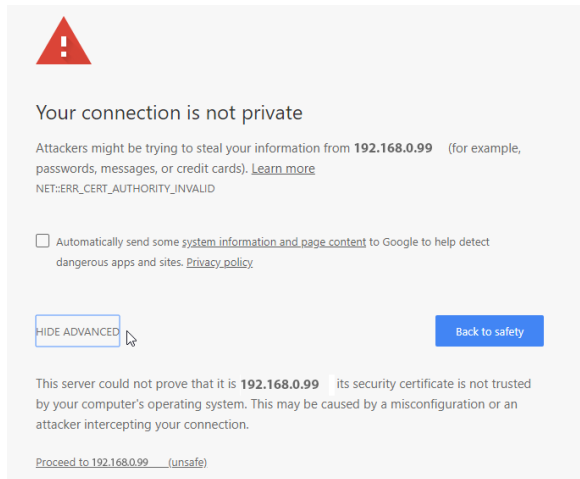 Your connection is not private
Attackers might be trying to steal your information from 192.168.0.99 (for example,
passwords, messages, or credit cards). Learn more
NET::ERR_CERT_AUTHORITY_INVALID
Automatically send some system information and page content to Google to help detect
dangerous apps and sites. Privacy policy
HIDE ADVANCED
Back to safety
This server could not prove that it is 192.168.0.99 its security certificate is not trusted
by your computer's operating system. This may be caused by a misconfiguration or an
attacker intercepting your connection.
Proceed to 192.168.0.99 (unsafe)